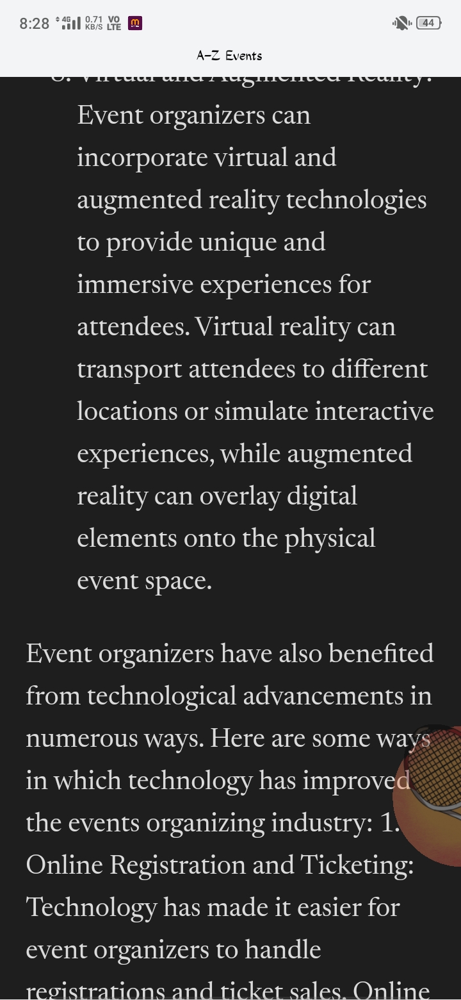 8:28 4G 0.71 KB/S VO LTE 44
A-Z Events
8. Virtual and Augmented Reality:
Event organizers can
incorporate virtual and
augmented reality technologies
to provide unique and
immersive experiences for
attendees. Virtual reality can
transport attendees to different
locations or simulate interactive
experiences, while augmented
reality can overlay digital
elements onto the physical
event space.
Event organizers have also benefited
from technological advancements in
numerous ways. Here are some ways
in which technology has improved
the events organizing industry: 1.
Online Registration and Ticketing:
Technology has made it easier for
event organizers to handle
registrations and ticket sales. Online